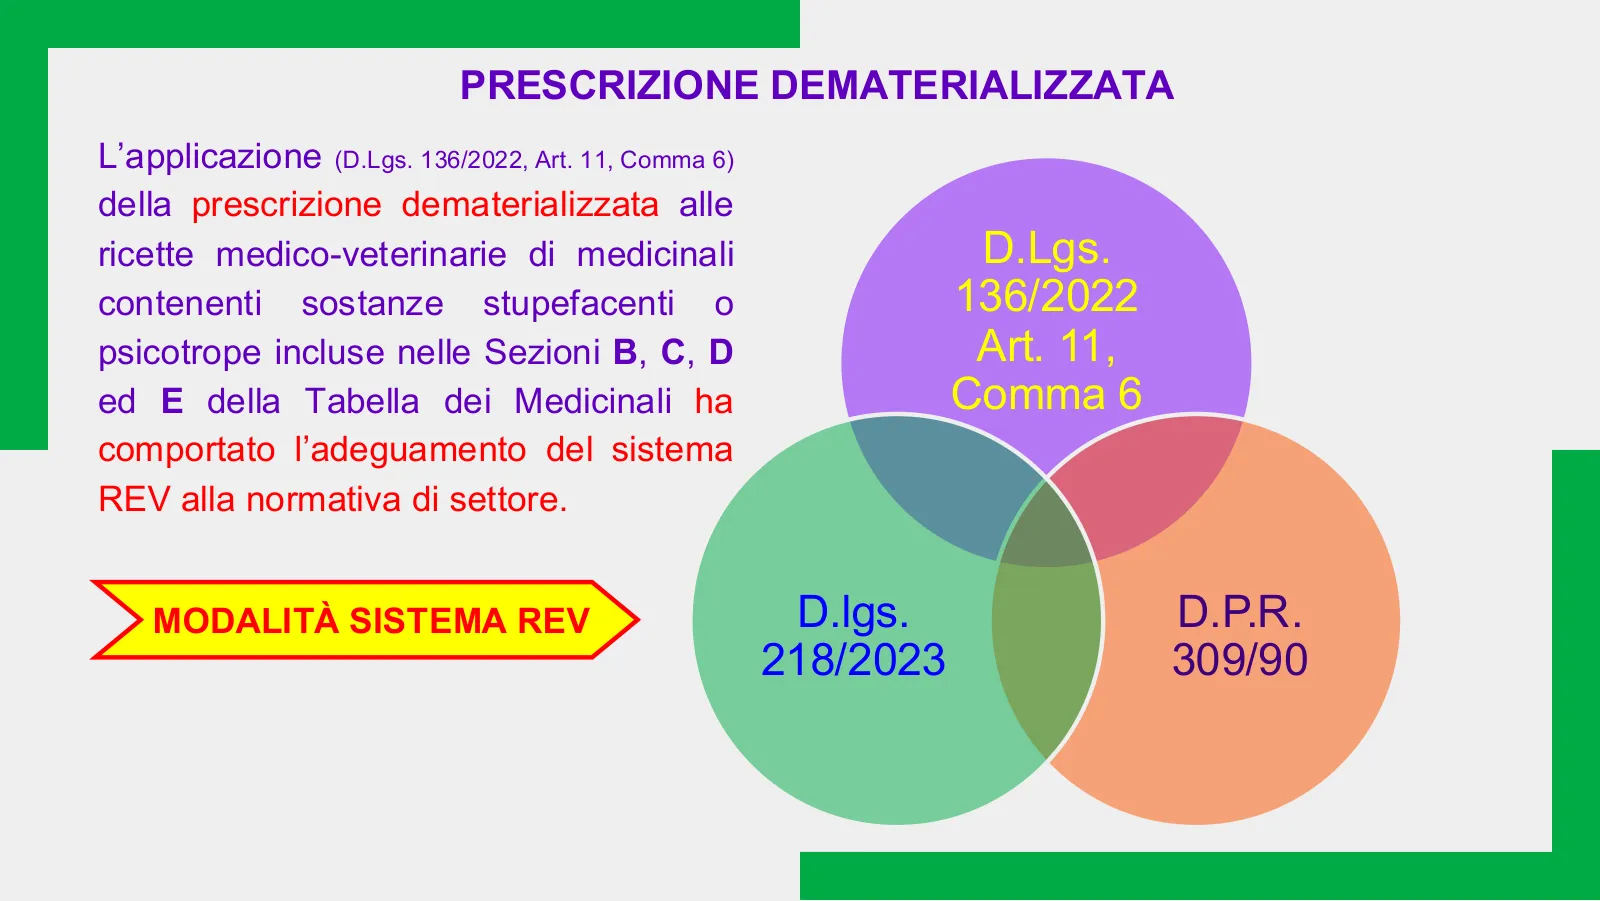 PRESCRIZIONE DEMATERIALIZZATA
L’applicazione (D.Lgs. 136/2022, Art. 11, Comma 6)
della prescrizione dematerializzata alle
ricette medico-veterinarie di medicinali
contenenti sostanze stupefacenti o
psicotrope incluse nelle Sezioni B, C, D
ed E della Tabella dei Medicinali ha
comportato l’adeguamento del sistema
REV alla normativa di settore.
MODALITÀ SISTEMA REV
D.Lgs.
136/2022
Art. 11,
Comma 6
D.lgs.
218/2023
D.P.R.
309/90